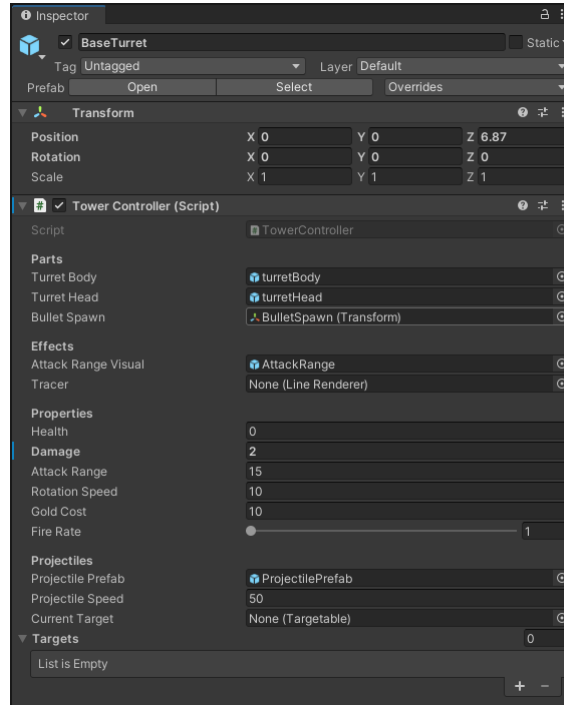 Inspector
BaseTurret Static
Tag Untagged Layer Default
Prefab Open Select Overrides
Transform
Position X 0 Y 0 Z 6.87
Rotation X 0 Y 0 Z 0
Scale X 1 Y 1 Z 1
# Tower Controller (Script)
Script # TowerController
Parts
Turret Body turretBody
Turret Head turretHead
Bullet Spawn BulletSpawn (Transform)
Effects
Attack Range Visual AttackRange
Tracer None (Line Renderer)
Properties
Health 0
Damage 2
Attack Range 15
Rotation Speed 10
Gold Cost 10
Fire Rate 1
Projectiles
Projectile Prefab ProjectilePrefab
Projectile Speed 50
Current Target None (Targetable)
Targets 0
List is Empty
+ −